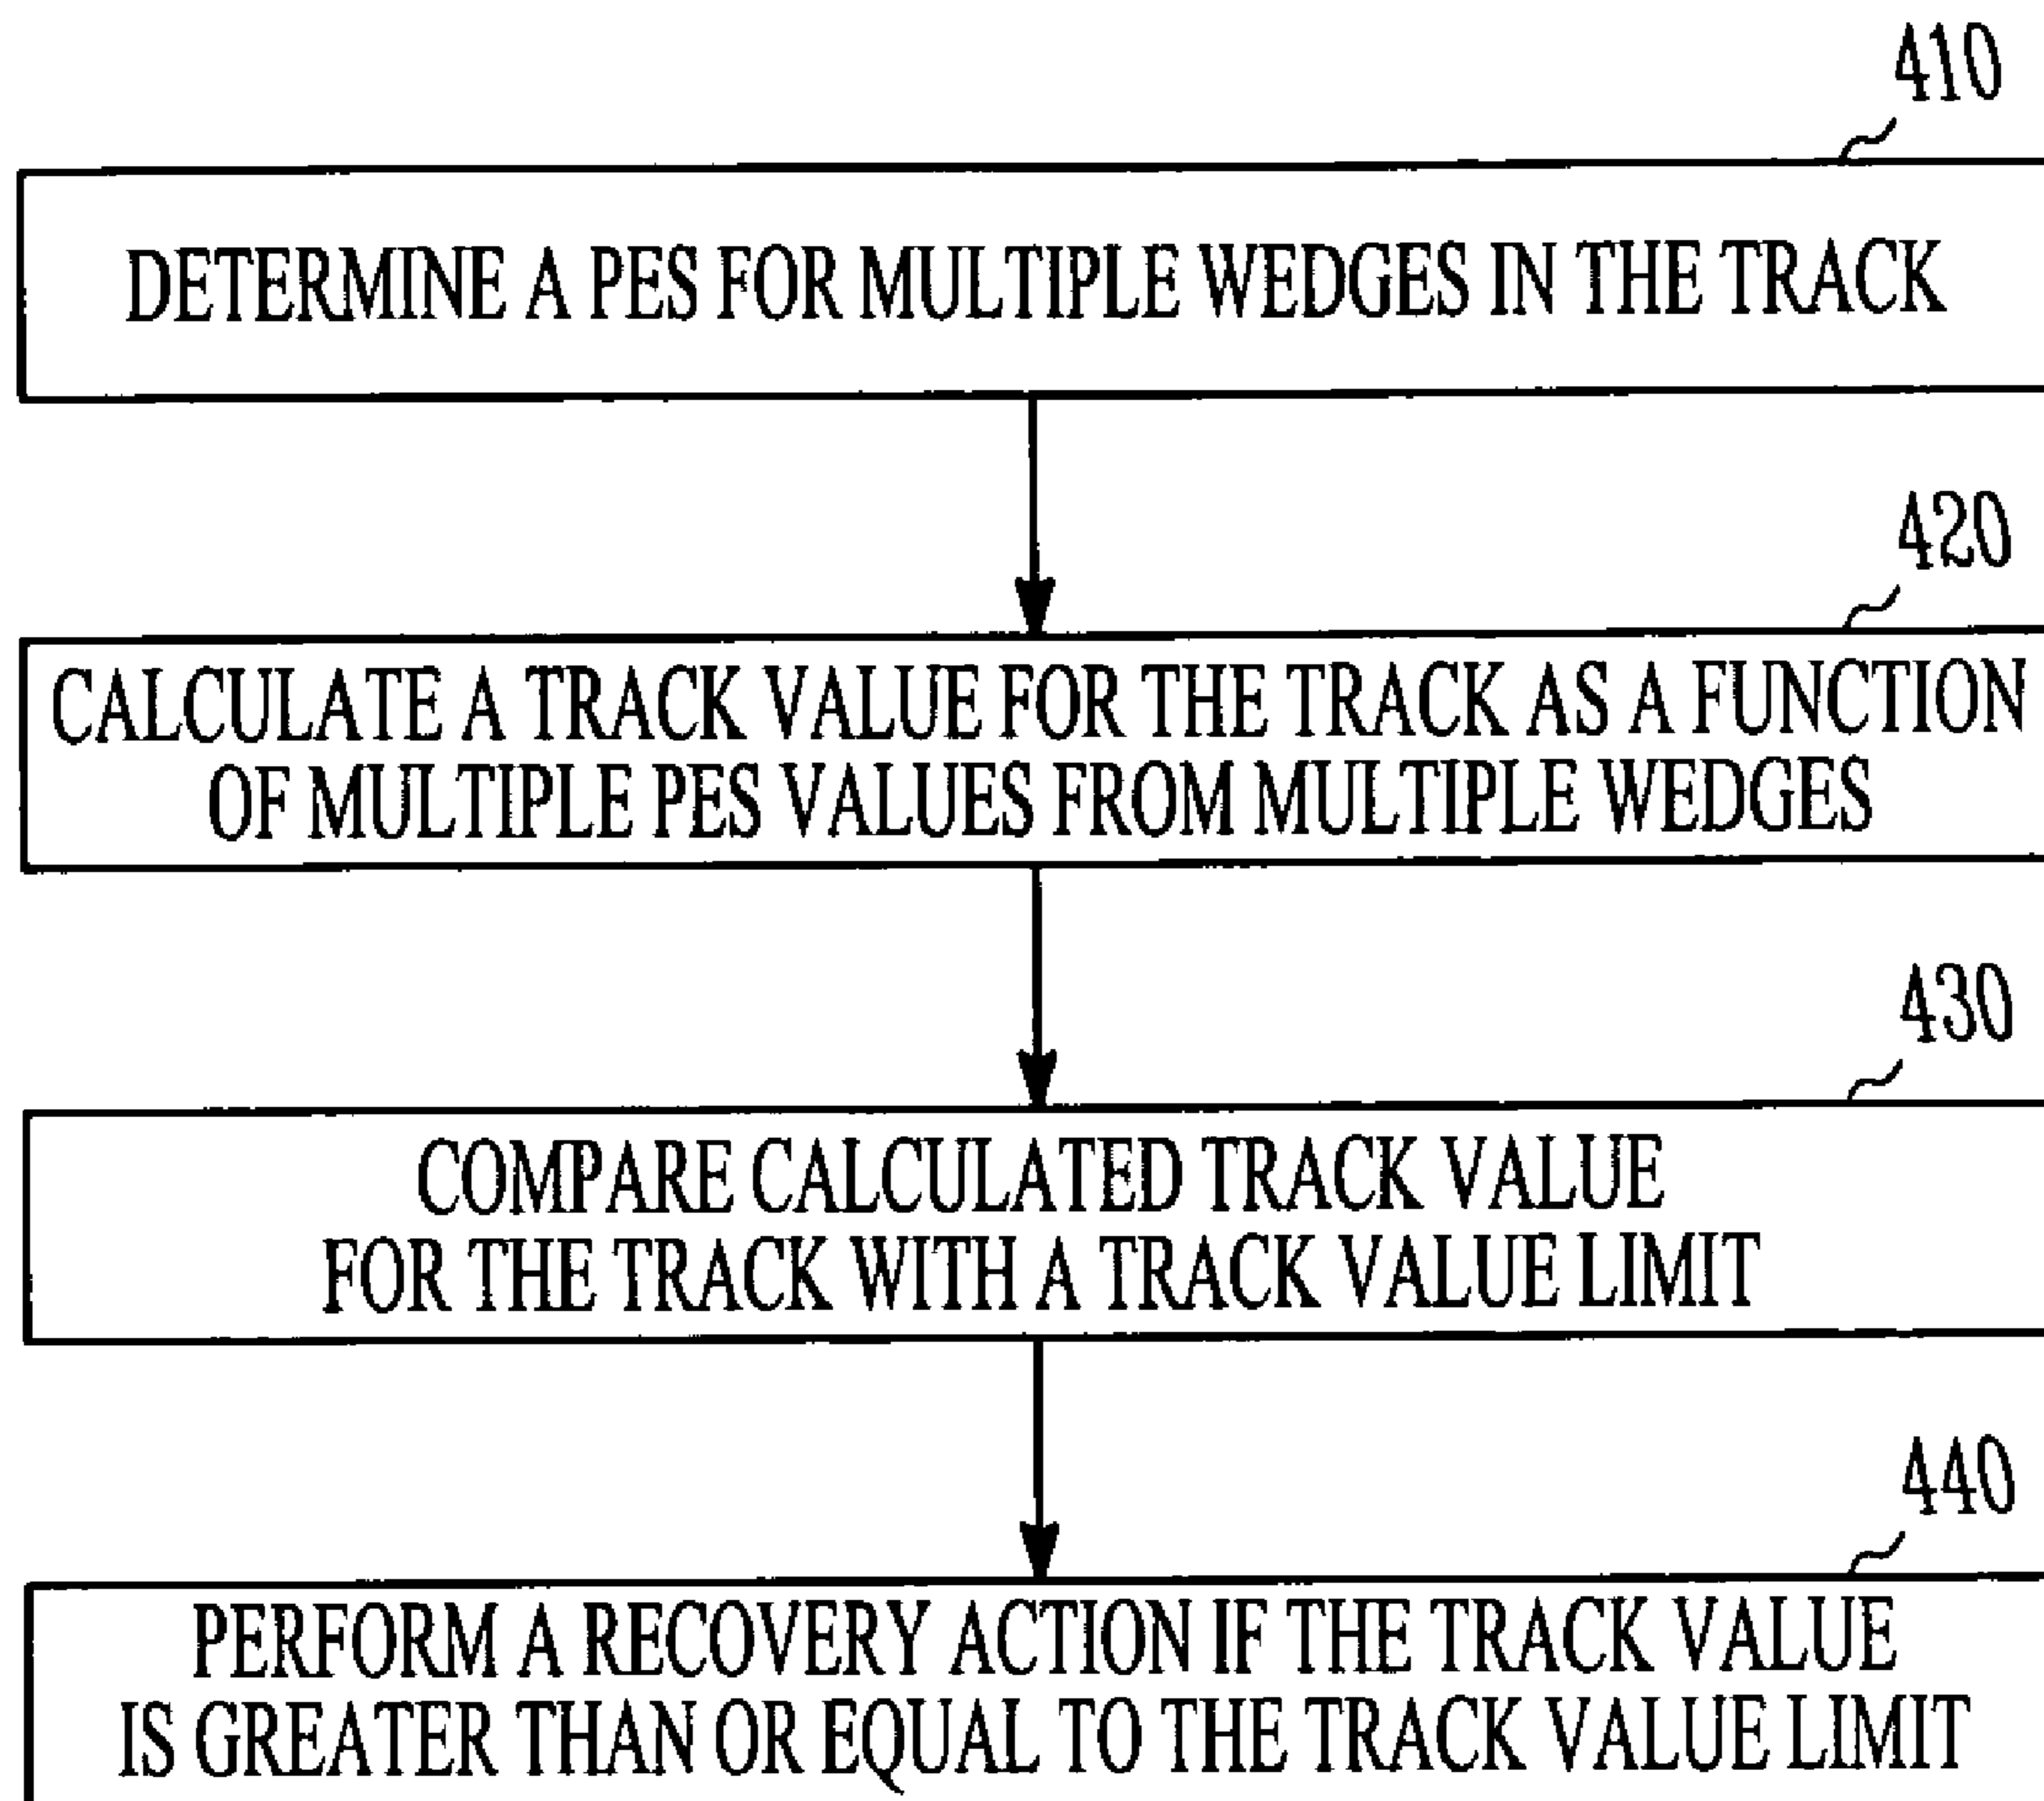 410
DETERMINE A PES FOR MULTIPLE WEDGES IN THE TRACK
420
CALCULATE A TRACK VALUE FOR THE TRACK AS A FUNCTION
OF MULTIPLE PES VALUES FROM MULTIPLE WEDGES
430
COMPARE CALCULATED TRACK VALUE
FOR THE TRACK WITH A TRACK VALUE LIMIT
440
PERFORM A RECOVERY ACTION IF THE TRACK VALUE
IS GREATER THAN OR EQUAL TO THE TRACK VALUE LIMIT